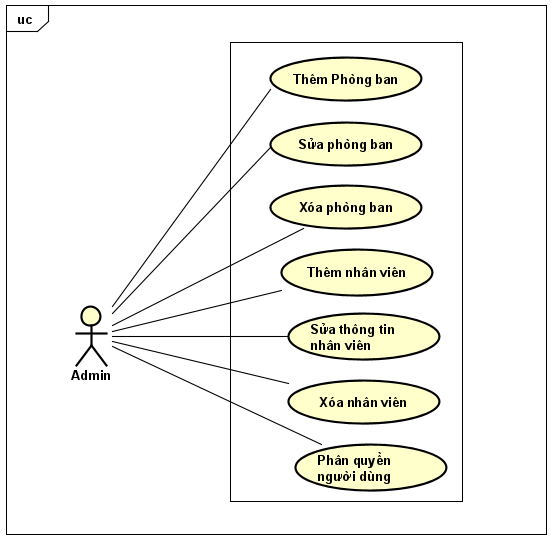 uc
Thêm Phòng ban
Sửa phòng ban
Xóa phòng ban
Thêm nhân viên
Sửa thông tin
nhân viên
Admin
Xóa nhân viên
Phân quyền
người dùng